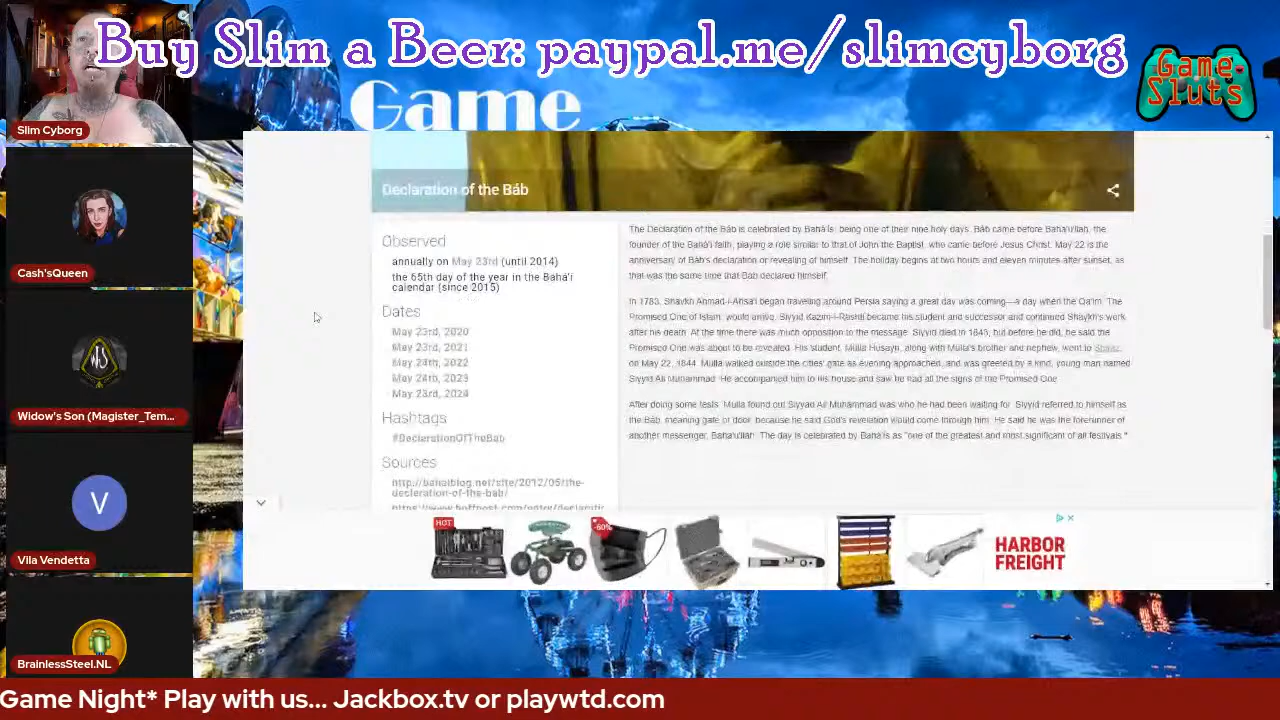 Buy Slim a Beer: paypal.me/slimcyborg
Game-
Sluts
Game
Slim Cyborg
Cash'sQueen
WS
Widow's Son (Magister_Tem...
V
Vila Vendetta
BrainlessSteel.NL
Declaration of the Báb
Observed
annually on May 23rd (until 2014)
the 65th day of the year in the Bahá'í
calendar (since 2015)
Dates
May 23rd, 2020
May 23rd, 2021
May 24th, 2022
May 24th, 2023
May 23rd, 2024
Hashtags
#DeclarationOfTheBab
Sources
http://bahaiblog.net/site/2012/05/the-
declaration-of-the-bab/
The Declaration of the Báb is celebrated by Bahá'ís, being one of their nine holy days. Báb came before Bahá'u'lláh, the
founder of the Bahá'í faith, playing a role similar to that of John the Baptist, who came before Jesus Christ. May 22 is the
anniversary of Báb's declaration or revealing of himself. The holiday begins at two hours and eleven minutes after sunset, as
that was the same time that Báb declared himself.
In 1783, Shaykh Ahmad-i-Ahsa'i began traveling around Persia saying a great day was coming—a day when the Qa'im, The
Promised One of Islam, would arrive. Siyyid Kazim-i-Rashti became his student and successor and continued Shaykh's work
after his death. At the time there was much opposition to the message. Siyyid died in 1843, but before he did, he said the
Promised One was about to be revealed. His student, Mulla Husayn, along with Mulla's brother and nephew, went to Shiraz,
on May 22, 1844. Mulla walked outside the cities' gate as evening approached, and was greeted by a kind, young man named
Siyyid Ali Muhammad. He accompanied him to his house and saw he had all the signs of the Promised One.
After doing some tests, Mulla found out Siyyad Ali Muhammad was who he had been waiting for. Siyyid referred to himself as
the Báb, meaning gate or door, because he said God's revelation would come through him. He said he was the forerunner of
another messenger, Bahá'u'lláh. The day is celebrated by Bahá'ís as "one of the greatest and most significant of all festivals."
HOT
-60%
HARBOR
FREIGHT
Game Night* Play with us... Jackbox.tv or playwtd.com